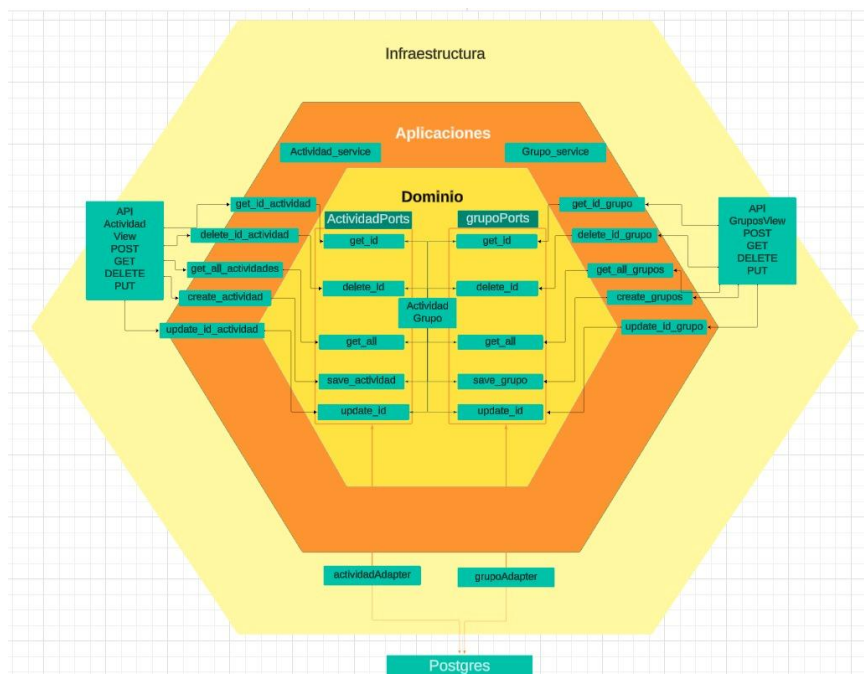 Infraestructura
Aplicaciones
Actividad_service
Grupo_service
Dominio
API
Actividad
View
POST
GET
DELETE
PUT
get_id_actividad
delete_id_actividad
get_all_actividades
create_actividad
update_id_actividad
ActividadPorts
get_id
delete_id
get_all
save_actividad
update_id
Actividad
Grupo
grupoPorts
get_id
delete_id
get_all
save_grupo
update_id
get_id_grupo
delete_id_grupo
get_all_grupos
create_grupos
update_id_grupo
API
GruposView
POST
GET
DELETE
PUT
actividadAdapter
grupoAdapter
Postgres